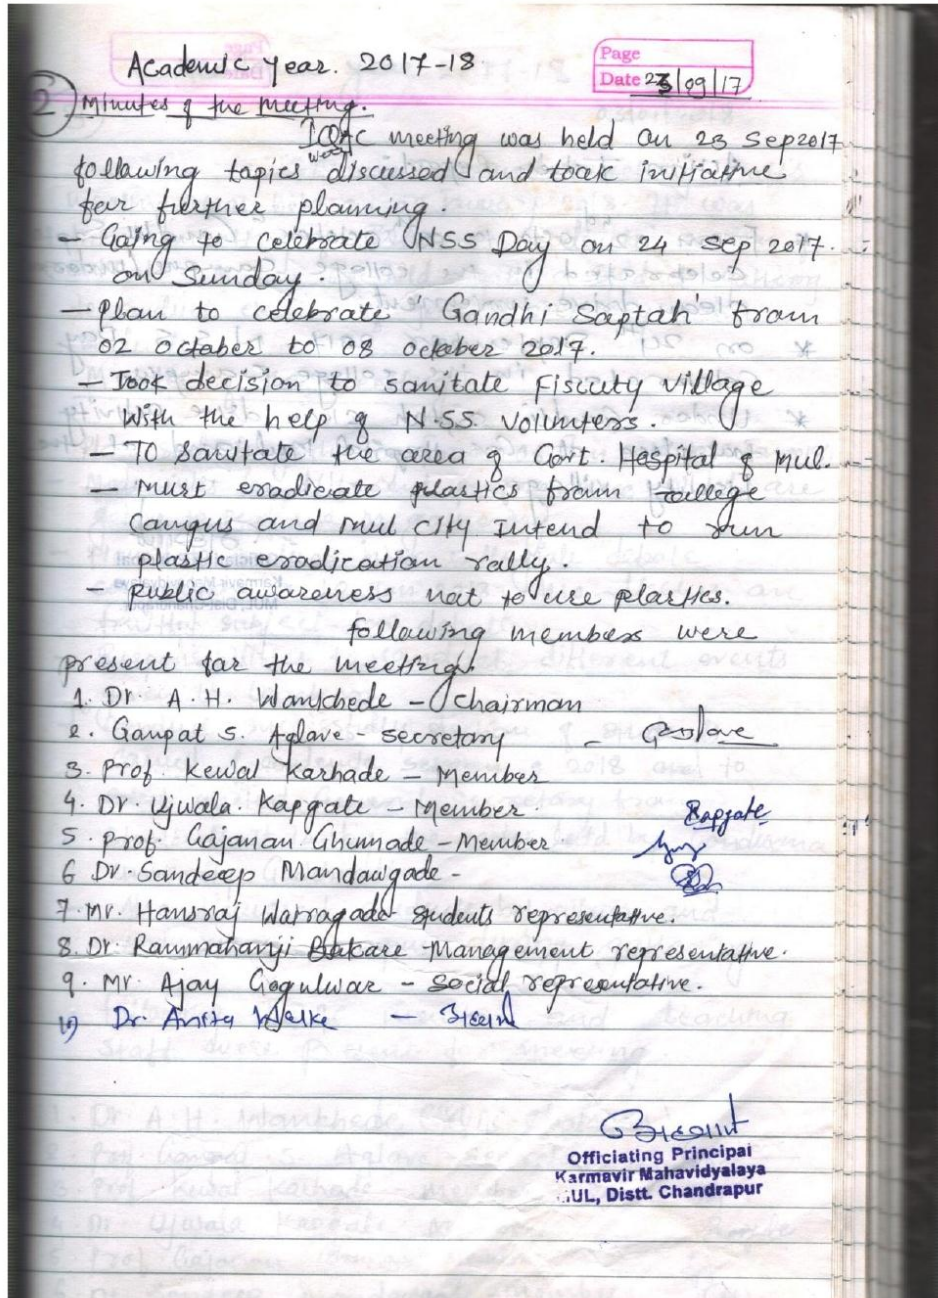 Academic Year. 2017-18
Page
Date 23/09/17
2) Minutes of the Meeting.
IQAC meeting was held on 23 Sep 2017
following topics were discussed and took initiative
for further planning.
- Going to celebrate NSS Day on 24 Sep 2017.
on Sunday.
- Plan to celebrate 'Gandhi Saptah' from
02 october to 08 october 2017.
- Took decision to sanitate Fiscuty village
With the help of N.S.S. Volunters.
- To sanitate the area of Govt. Hospital of Mul.
- Must eradicate plastics from college
campus and mul city Intend to run
plastic eradication rally.
- Public awareness not to use plastics.
following members were
present for the meeting.
1. Dr. A. H. Wankhede - Chairman
2. Ganpat S. Aglave - secretary -
3. Prof. Kewal Karhade - Member
4. Dr. Ujwala Kapgate - Member. Kapgate
5. Prof. Gajanan Ghumade - Member
6 Dr. Sandeep Mandawgade -
7. Mr. Hansraj students representative.
8. Dr. Rammohanji Bakare - Management representative.
9. Mr. Ajay Gogulwar - Social representative.
10) Dr. Anita Walke -
Officiating Principal
Karmavir Mahavidyalaya
MUL, Distt. Chandrapur